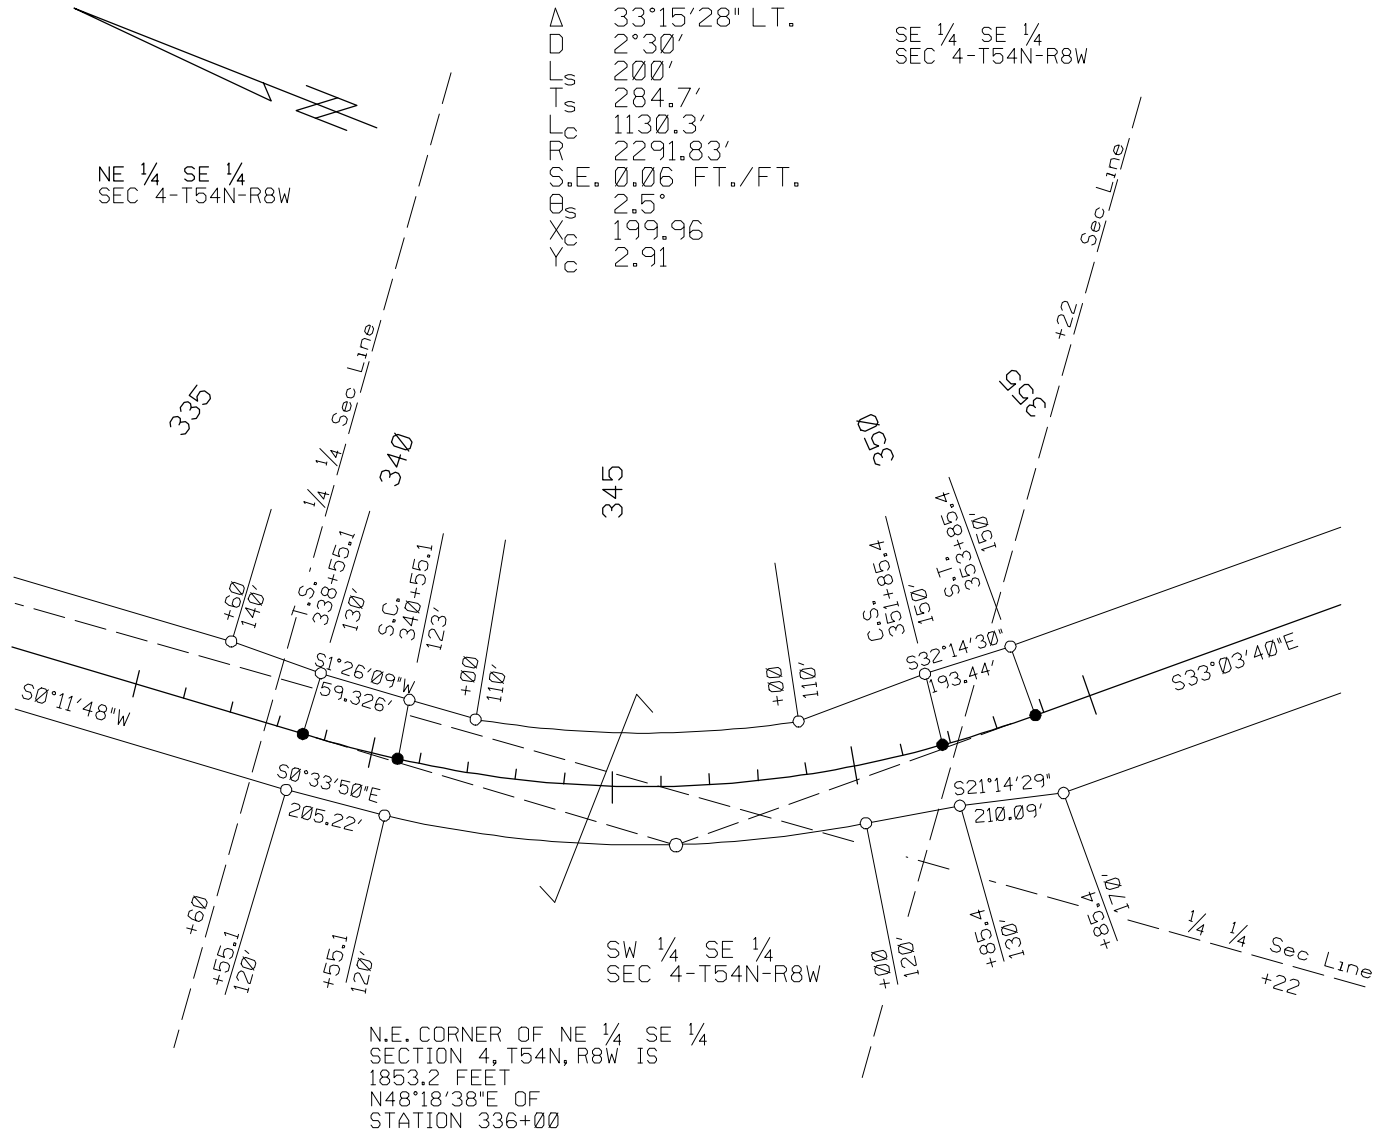 Δ 33°15'28" LT.
D 2°30'
Ls 200'
Ts 284.7'
Lc 1130.3'
R 2291.83'
S.E. 0.06 FT./FT.
θs 2.5°
Xc 199.96
Yc 2.91
SE ¼ SE ¼
SEC 4-T54N-R8W
NE ¼ SE ¼
SEC 4-T54N-R8W
Sec Line
+22
¼ ¼ Sec Line
335
340
345
350
355
+60
140'
T.S.
338+55.1
130'
S.C.
340+55.1
123'
+00
110'
+00
110'
C.S.
351+85.4
150'
S.T.
353+85.4
150'
S1°26'09"W
59.326'
S32°14'30"
193.44'
S33°03'40"E
S0°11'48"W
S0°33'50"E
205.22'
S21°14'29"
210.09'
+60
+55.1
120'
+55.1
120'
+00
120'
+85.4
130'
+85.4
170'
¼ ¼ Sec Line
+22
SW ¼ SE ¼
SEC 4-T54N-R8W
N.E. CORNER OF NE ¼ SE ¼
SECTION 4, T54N, R8W IS
1853.2 FEET
N48°18'38"E OF
STATION 336+00